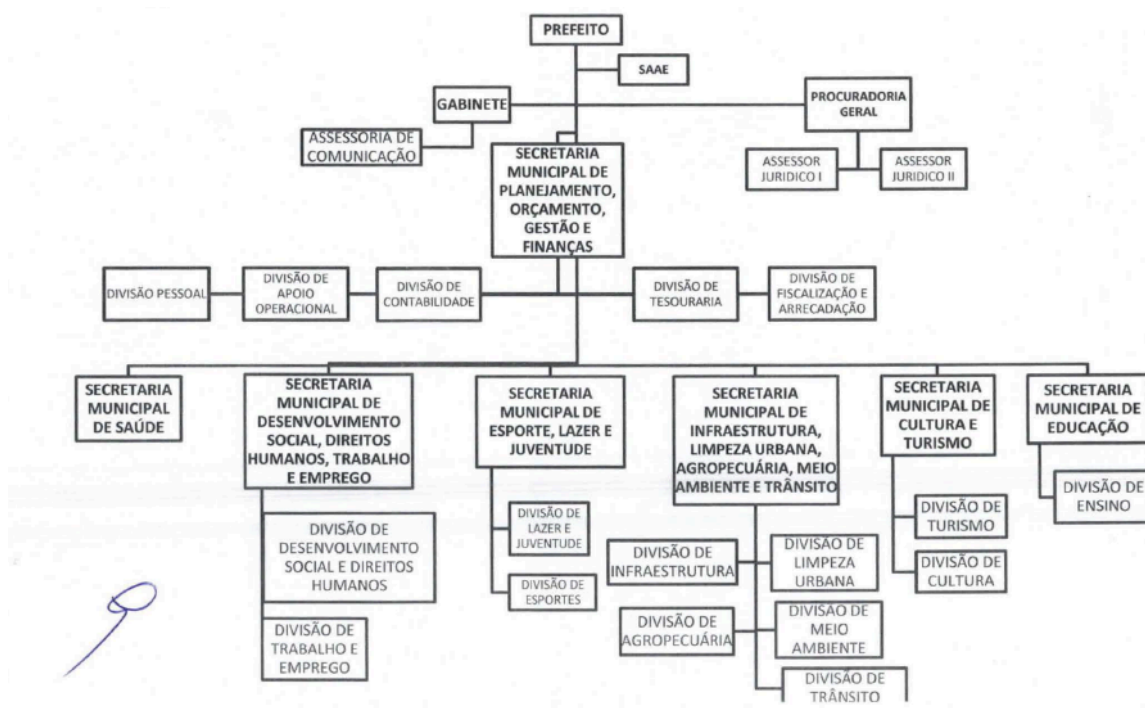 PREFEITO
SAAE
GABINETE
PROCURADORIA
GERAL
ASSESSORIA DE
COMUNICAÇÃO
SECRETARIA
MUNICIPAL DE
PLANEJAMENTO,
ORÇAMENTO,
GESTÃO E
FINANÇAS
ASSESSOR
JURIDICO I
ASSESSOR
JURIDICO II
DIVISÃO PESSOAL
DIVISÃO DE
APOIO
OPERACIONAL
DIVISÃO DE
CONTABILIDADE
DIVISÃO DE
TESOURARIA
DIVISÃO DE
FISCALIZAÇÃO E
ARRECADAÇÃO
SECRETARIA
MUNICIPAL
DE SAÚDE
SECRETARIA
MUNICIPAL DE
DESENVOLVIMENTO
SOCIAL, DIREITOS
HUMANOS, TRABALHO
E EMPREGO
SECRETARIA
MUNICIPAL DE
ESPORTE, LAZER E
JUVENTUDE
SECRETARIA
MUNICIPAL DE
INFRAESTRUTURA,
LIMPEZA URBANA,
AGROPECUÁRIA, MEIO
AMBIENTE E TRÂNSITO
SECRETARIA
MUNICIPAL DE
CULTURA E
TURISMO
SECRETARIA
MUNICIPAL DE
EDUCAÇÃO
DIVISÃO DE
DESENVOLVIMENTO
SOCIAL E DIREITOS
HUMANOS
DIVISÃO DE
TRABALHO E
EMPREGO
DIVISÃO DE
LAZER E
JUVENTUDE
DIVISÃO DE
ESPORTES
DIVISÃO DE
INFRAESTRUTURA
DIVISÃO DE
LIMPEZA
URBANA
DIVISÃO DE
AGROPECUÁRIA
DIVISÃO DE
MEIO
AMBIENTE
DIVISÃO DE
TRÂNSITO
DIVISÃO DE
TURISMO
DIVISÃO DE
CULTURA
DIVISÃO DE
ENSINO